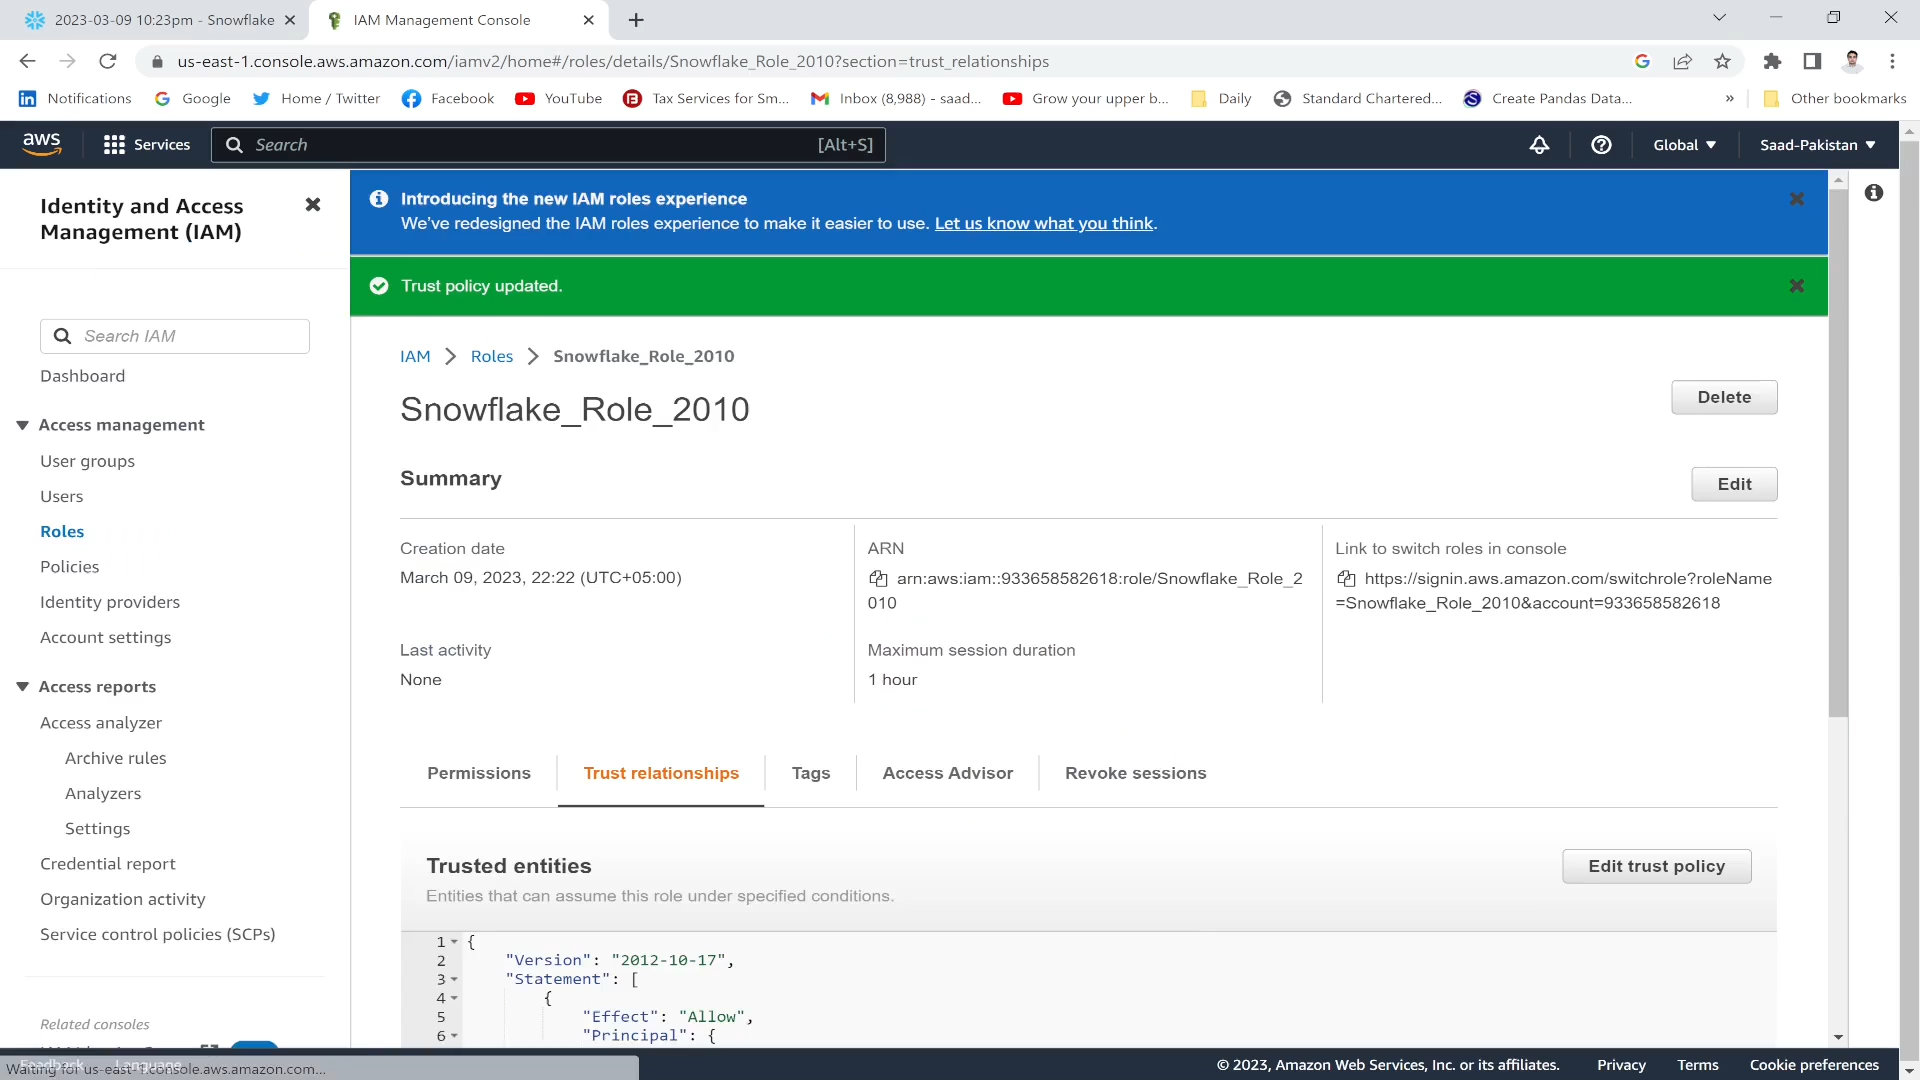 2023-03-09 10:23pm - Snowflake
IAM Management Console
us-east-1.console.aws.amazon.com/iamv2/home#/roles/details/Snowflake_Role_2010?section=trust_relationships
Notifications
Google
Home / Twitter
Facebook
YouTube
Tax Services for Sm...
Inbox (8,988) - saad...
Grow your upper b...
Daily
Standard Chartered...
Create Pandas Data...
»
Other bookmarks
aws
Services
Search
[Alt+S]
Global
Saad-Pakistan
Identity and Access
Management (IAM)
Search IAM
Dashboard
Access management
User groups
Users
Roles
Policies
Identity providers
Account settings
Access reports
Access analyzer
Archive rules
Analyzers
Settings
Credential report
Organization activity
Service control policies (SCPs)
Related consoles
Introducing the new IAM roles experience
We've redesigned the IAM roles experience to make it easier to use. Let us know what you think.
Trust policy updated.
IAM > Roles > Snowflake_Role_2010
Snowflake_Role_2010
Delete
Summary
Edit
Creation date
March 09, 2023, 22:22 (UTC+05:00)
ARN
arn:aws:iam::933658582618:role/Snowflake_Role_2
010
Link to switch roles in console
https://signin.aws.amazon.com/switchrole?roleName
=Snowflake_Role_2010&account=933658582618
Last activity
None
Maximum session duration
1 hour
Permissions
Trust relationships
Tags
Access Advisor
Revoke sessions
Trusted entities
Edit trust policy
Entities that can assume this role under specified conditions.
1 {
2 "Version": "2012-10-17",
3 "Statement": [
4 {
5 "Effect": "Allow",
6 "Principal": {
Feedback
Language
Waiting for us-east-1.console.aws.amazon.com...
© 2023, Amazon Web Services, Inc. or its affiliates.
Privacy
Terms
Cookie preferences